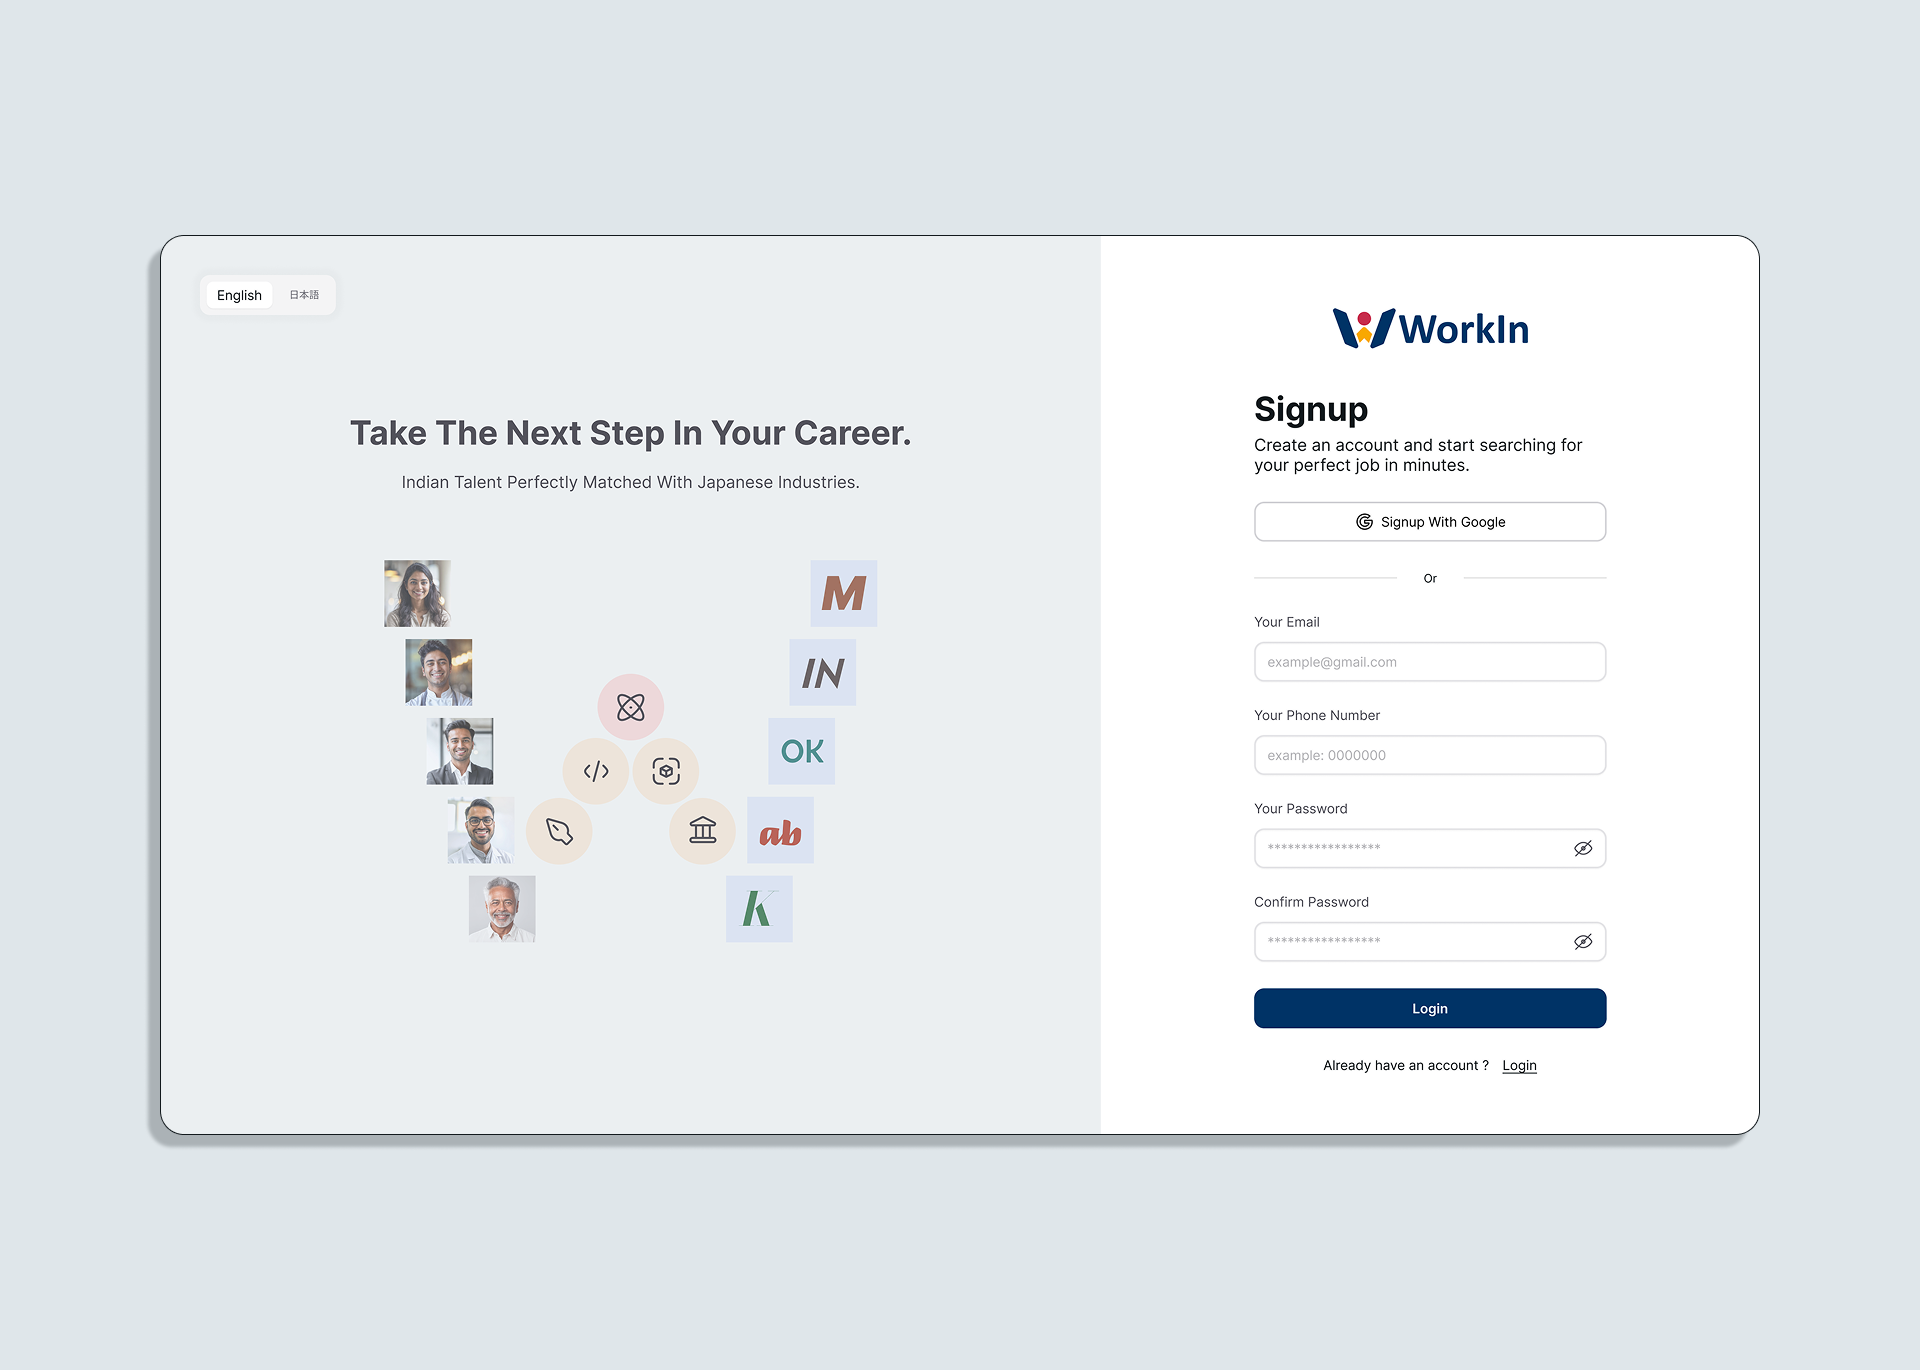 English
日本語
Take The Next Step In Your Career.
Indian Talent Perfectly Matched With Japanese Industries.
M
IN
OK
ab
K
WorkIn
Signup
Create an account and start searching for
your perfect job in minutes.
Signup With Google
Or
Your Email
example@gmail.com
Your Phone Number
example: 0000000
Your Password
*****************
Confirm Password
*****************
Login
Already have an account ? Login